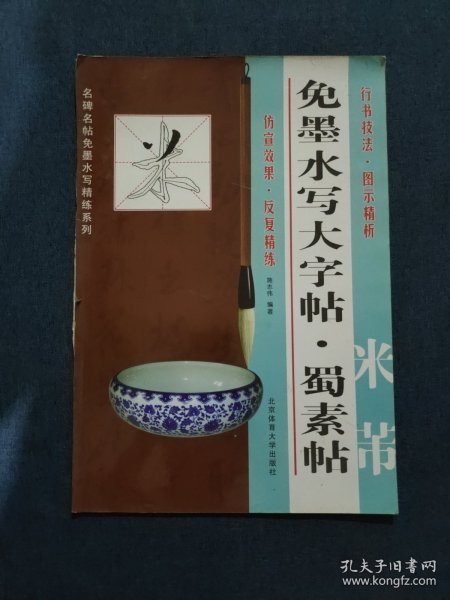 行书技法·图示精析
免墨水写大字帖·蜀素帖
米芾
仿宣效果·反复精练
施志伟 编著
北京体育大学出版社
米
名碑名帖免墨水写精练系列
孔夫子旧书网
www.kongfz.com